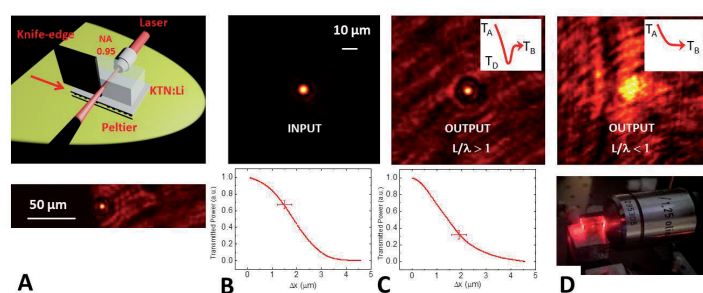 Laser
Knife-edge
NA
0.95
KTN:Li
Peltier
50 μm
A
10 μm
INPUT
Transmitted Power (a.u.)
1.0
0.8
0.6
0.4
0.2
0.0
0 1 2 3 4 5
Δx (μm)
B
T_A
T_B
T_D
OUTPUT
L/λ > 1
Transmitted Power (a.u.)
1.0
0.8
0.6
0.4
0.2
0.0
0 1 2 3 4 5
Δx (μm)
C
T_A
T_B
OUTPUT
L/λ < 1
D